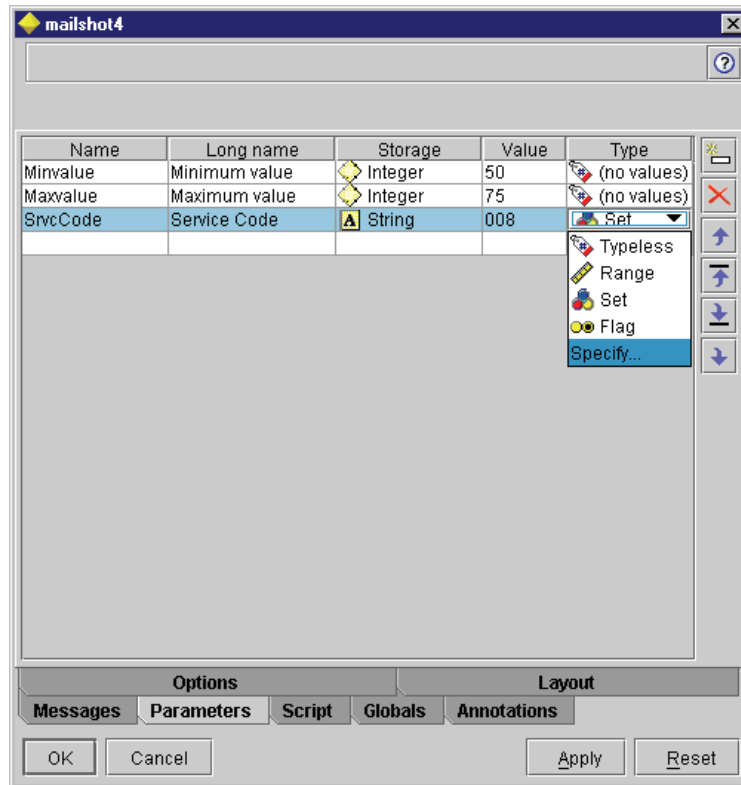 mailshot4
Name Long name Storage Value Type
Minvalue Minimum value Integer 50 (no values)
Maxvalue Maximum value Integer 75 (no values)
SrvcCode Service Code A String 008 Set
Typeless
Range
Set
Flag
Specify...
Options Layout
Messages Parameters Script Globals Annotations
OK Cancel Apply Reset